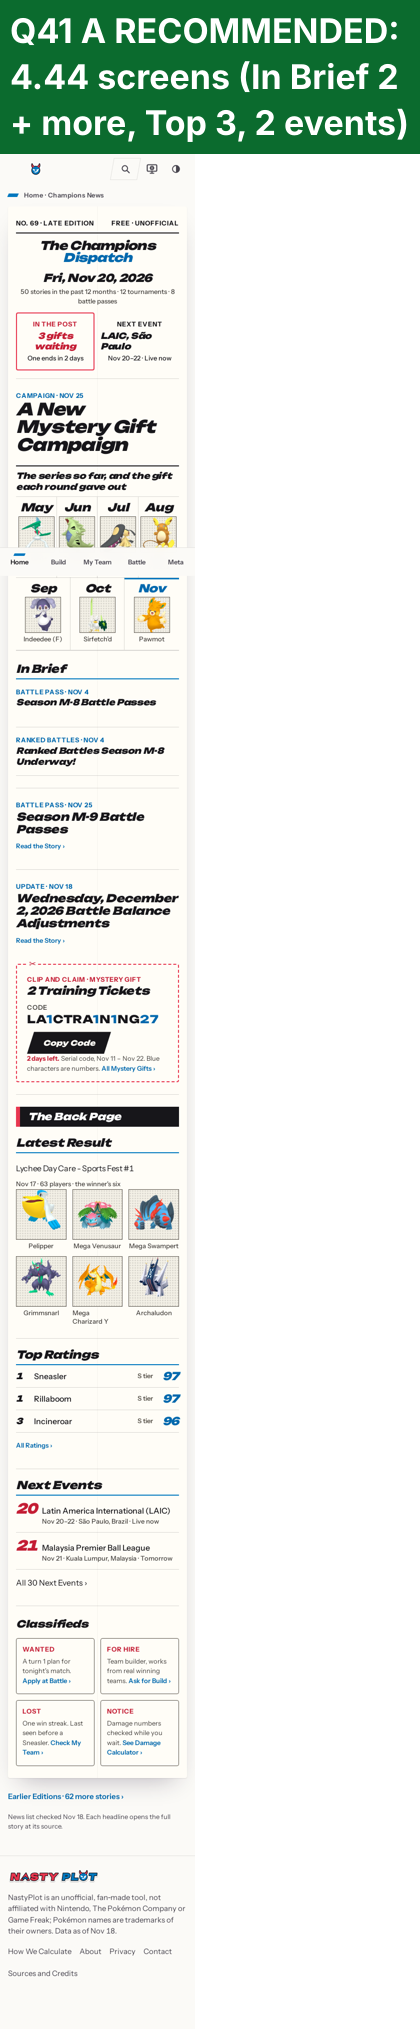 Q41 A RECOMMENDED:
4.44 screens (In Brief 2
+ more, Top 3, 2 events)
Home · Champions News
NO. 69 · LATE EDITION FREE · UNOFFICIAL
The Champions
Dispatch
Fri, Nov 20, 2026
50 stories in the past 12 months · 12 tournaments · 8
battle passes
IN THE POST
3 gifts
waiting
One ends in 2 days
NEXT EVENT
LAIC, São
Paulo
Nov 20–22 · Live now
CAMPAIGN · NOV 25
A New
Mystery Gift
Campaign
The series so far, and the gift
each round gave out
May Jun Jul Aug
Home Build My Team Battle Meta
Sep Oct Nov
Indeedee (F) Sirfetch'd Pawmot
In Brief
BATTLE PASS · NOV 4
Season M-8 Battle Passes
RANKED BATTLES · NOV 4
Ranked Battles Season M-8
Underway!
BATTLE PASS · NOV 25
Season M-9 Battle
Passes
Read the Story ›
UPDATE · NOV 18
Wednesday, December
2, 2026 Battle Balance
Adjustments
Read the Story ›
CLIP AND CLAIM · MYSTERY GIFT
2 Training Tickets
CODE
LA1CTRA1N1NG27
Copy Code
2 days left. Serial code, Nov 11 – Nov 22. Blue
characters are numbers. All Mystery Gifts ›
The Back Page
Latest Result
Lychee Day Care - Sports Fest #1
Nov 17 · 63 players · the winner's six
Pelipper Mega Venusaur Mega Swampert
Grimmsnarl Mega
Charizard Y Archaludon
Top Ratings
1 Sneasler S tier 97
1 Rillaboom S tier 97
3 Incineroar S tier 96
All Ratings ›
Next Events
20 Latin America International (LAIC)
Nov 20–22 · São Paulo, Brazil · Live now
21 Malaysia Premier Ball League
Nov 21 · Kuala Lumpur, Malaysia · Tomorrow
All 30 Next Events ›
Classifieds
WANTED
A turn 1 plan for
tonight's match.
Apply at Battle ›
FOR HIRE
Team builder, works
from real winning
teams. Ask for Build ›
LOST
One win streak. Last
seen before a
Sneasler. Check My
Team ›
NOTICE
Damage numbers
checked while you
wait. See Damage
Calculator ›
Earlier Editions · 62 more stories ›
News list checked Nov 18. Each headline opens the full
story at its source.
NASTY PLOT
NastyPlot is an unofficial, fan-made tool, not
affiliated with Nintendo, The Pokémon Company or
Game Freak; Pokémon names are trademarks of
their owners. Data as of Nov 18.
How We Calculate About Privacy Contact
Sources and Credits